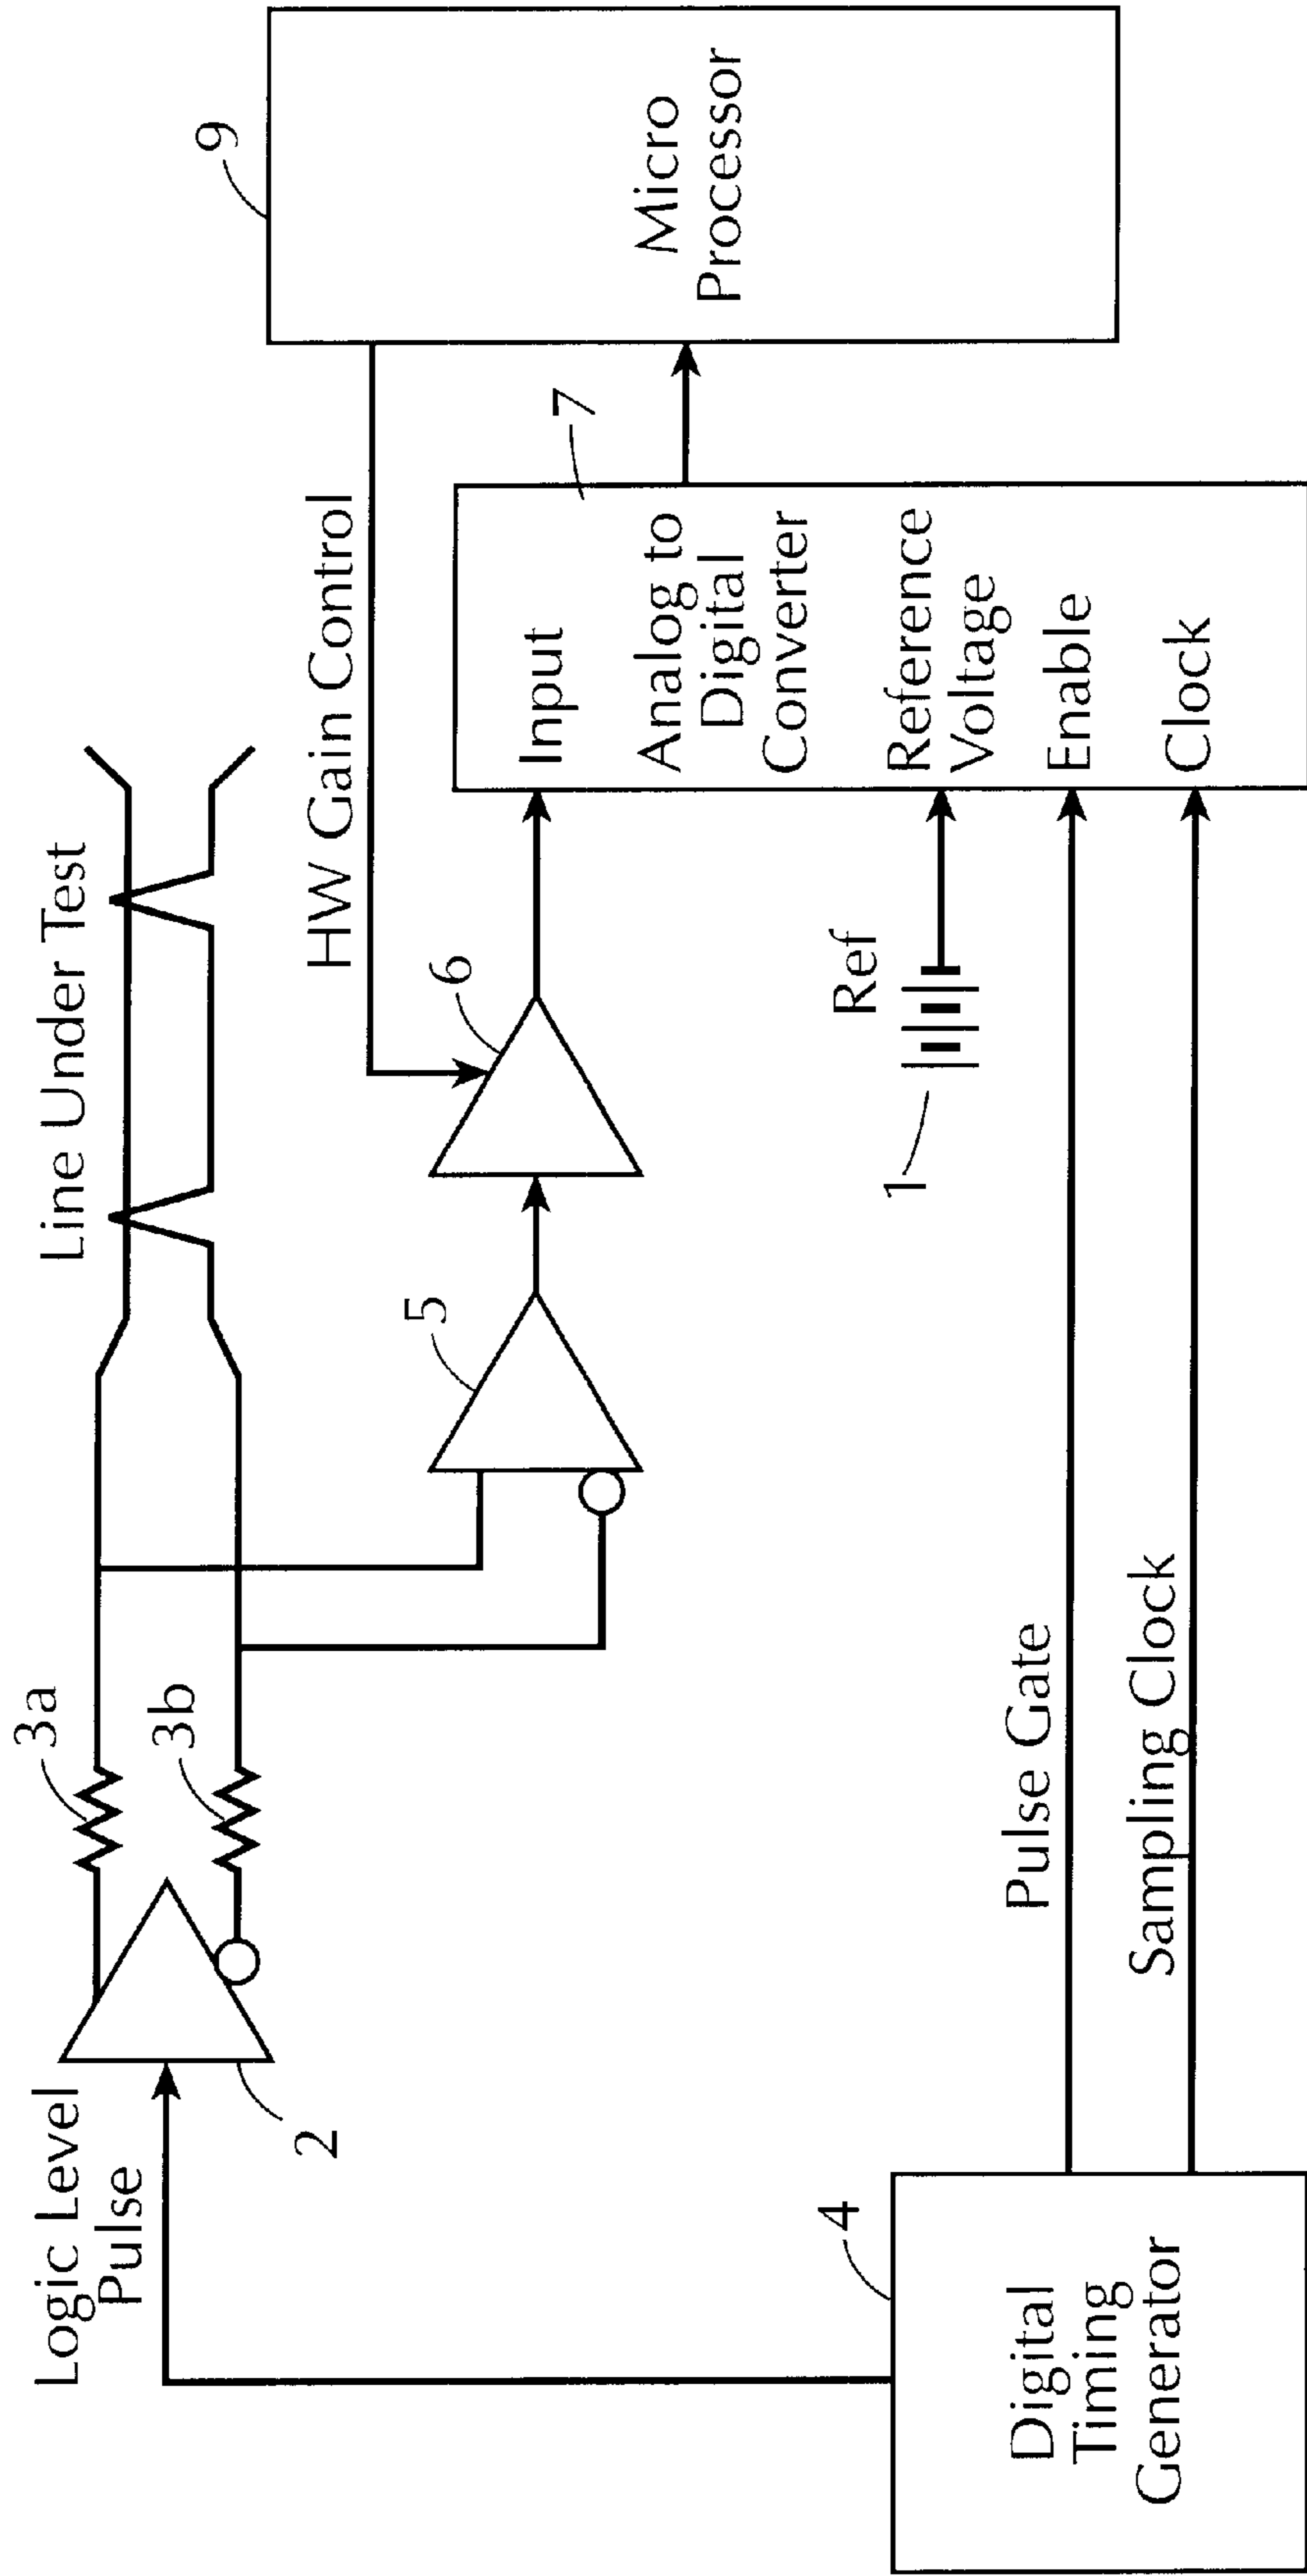 Logic Level
Pulse
2
3a
3b
Line Under Test
5
6
HW Gain Control
9
Micro
Processor
7
Input
Analog to
Digital
Converter
Reference
Voltage
Enable
Clock
Ref
1
Pulse Gate
Sampling Clock
4
Digital
Timing
Generator